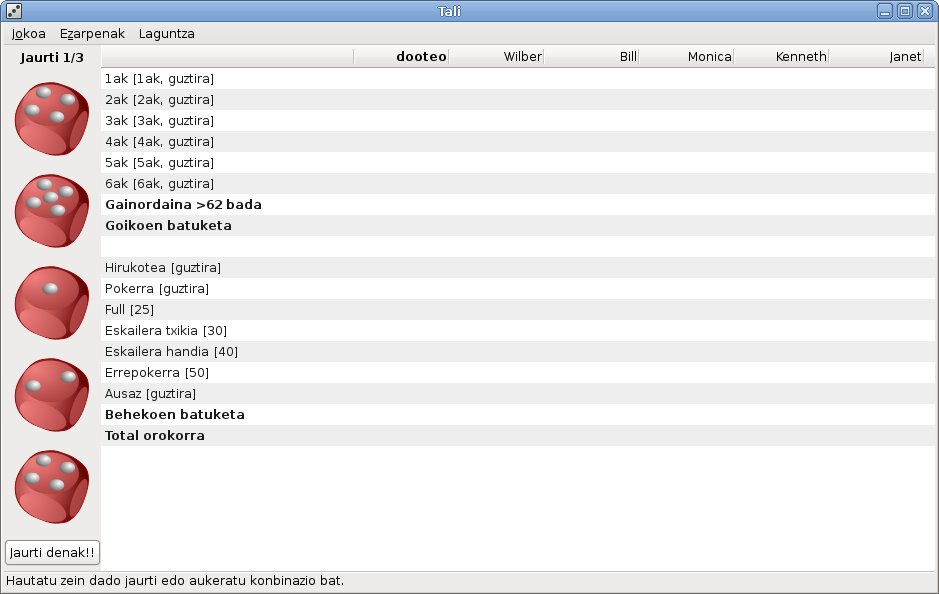 Tali
Jokoa Ezarpenak Laguntza
Jaurti 1/3
dooteo Wilber Bill Monica Kenneth Janet
1ak [1ak, guztira]
2ak [2ak, guztira]
3ak [3ak, guztira]
4ak [4ak, guztira]
5ak [5ak, guztira]
6ak [6ak, guztira]
Gainordaina >62 bada
Goikoen batuketa
Hirukotea [guztira]
Pokerra [guztira]
Full [25]
Eskailera txikia [30]
Eskailera handia [40]
Errepokerra [50]
Ausaz [guztira]
Behekoen batuketa
Total orokorra
Jaurti denak!!
Hautatu zein dado jaurti edo aukeratu konbinazio bat.